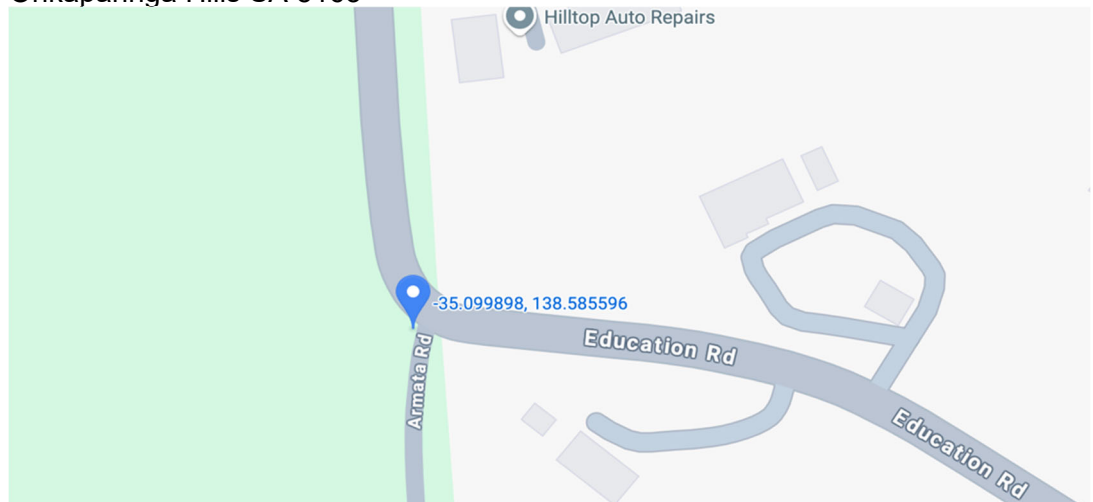 Hilltop Auto Repairs
-35.099898, 138.585596
Education Rd
Armata Rd
Education Rd